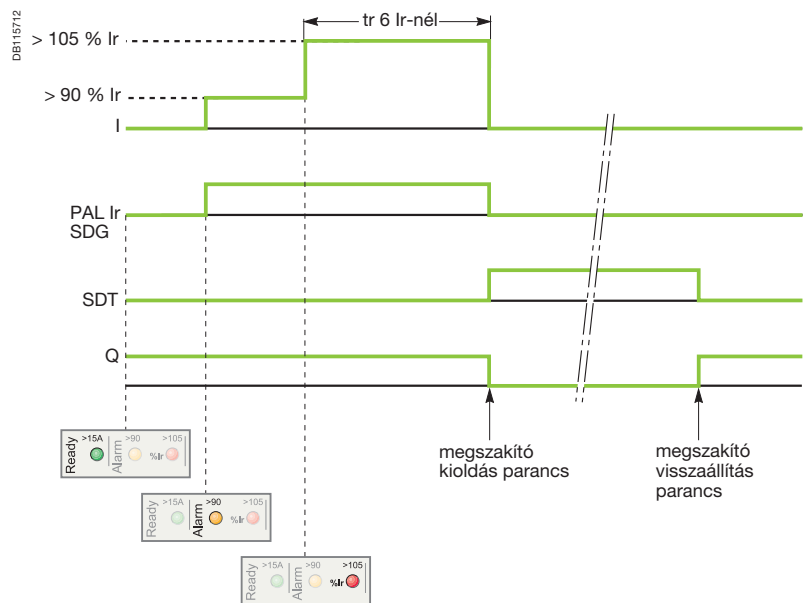 DB115712
tr 6 Ir-nél
> 105 % Ir
> 90 % Ir
I
PAL Ir
SDG
SDT
Q
megszakító
kioldás parancs
megszakító
visszaállítás
parancs
Ready >15A Alarm >90 %Ir >105
Ready >15A Alarm >90 %Ir >105
Ready >15A Alarm >90 %Ir >105